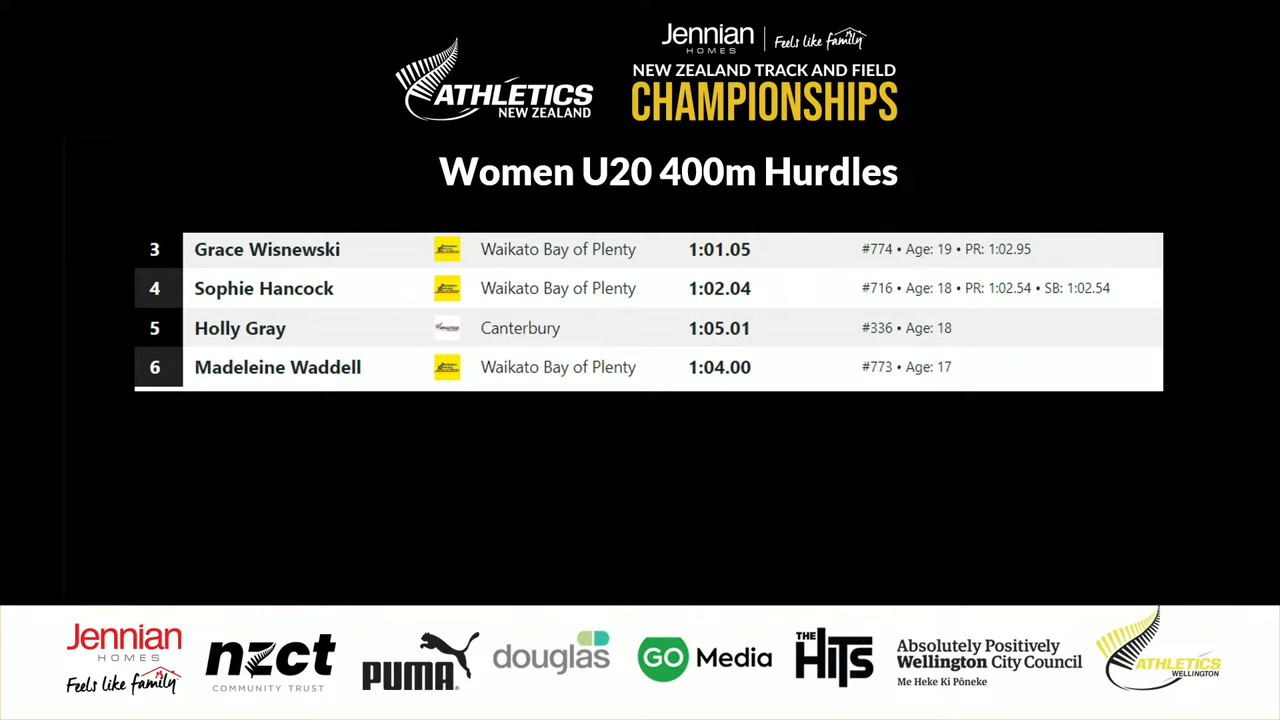 Jennian
HOMES
Feels like family
ATHLETICS
NEW ZEALAND
NEW ZEALAND TRACK AND FIELD
CHAMPIONSHIPS
Women U20 400m Hurdles
3 Grace Wisnewski Waikato Bay of Plenty 1:01.05 #774 • Age: 19 • PR: 1:02.95
4 Sophie Hancock Waikato Bay of Plenty 1:02.04 #716 • Age: 18 • PR: 1:02.54 • SB: 1:02.54
5 Holly Gray Canterbury 1:05.01 #336 • Age: 18
6 Madeleine Waddell Waikato Bay of Plenty 1:04.00 #773 • Age: 17
Jennian
HOMES
Feels like family
nzct
COMMUNITY TRUST
PUMA
douglas
GO Media
THE HITS
Absolutely Positively
Wellington City Council
Me Heke Ki Pōneke
ATHLETICS
WELLINGTON